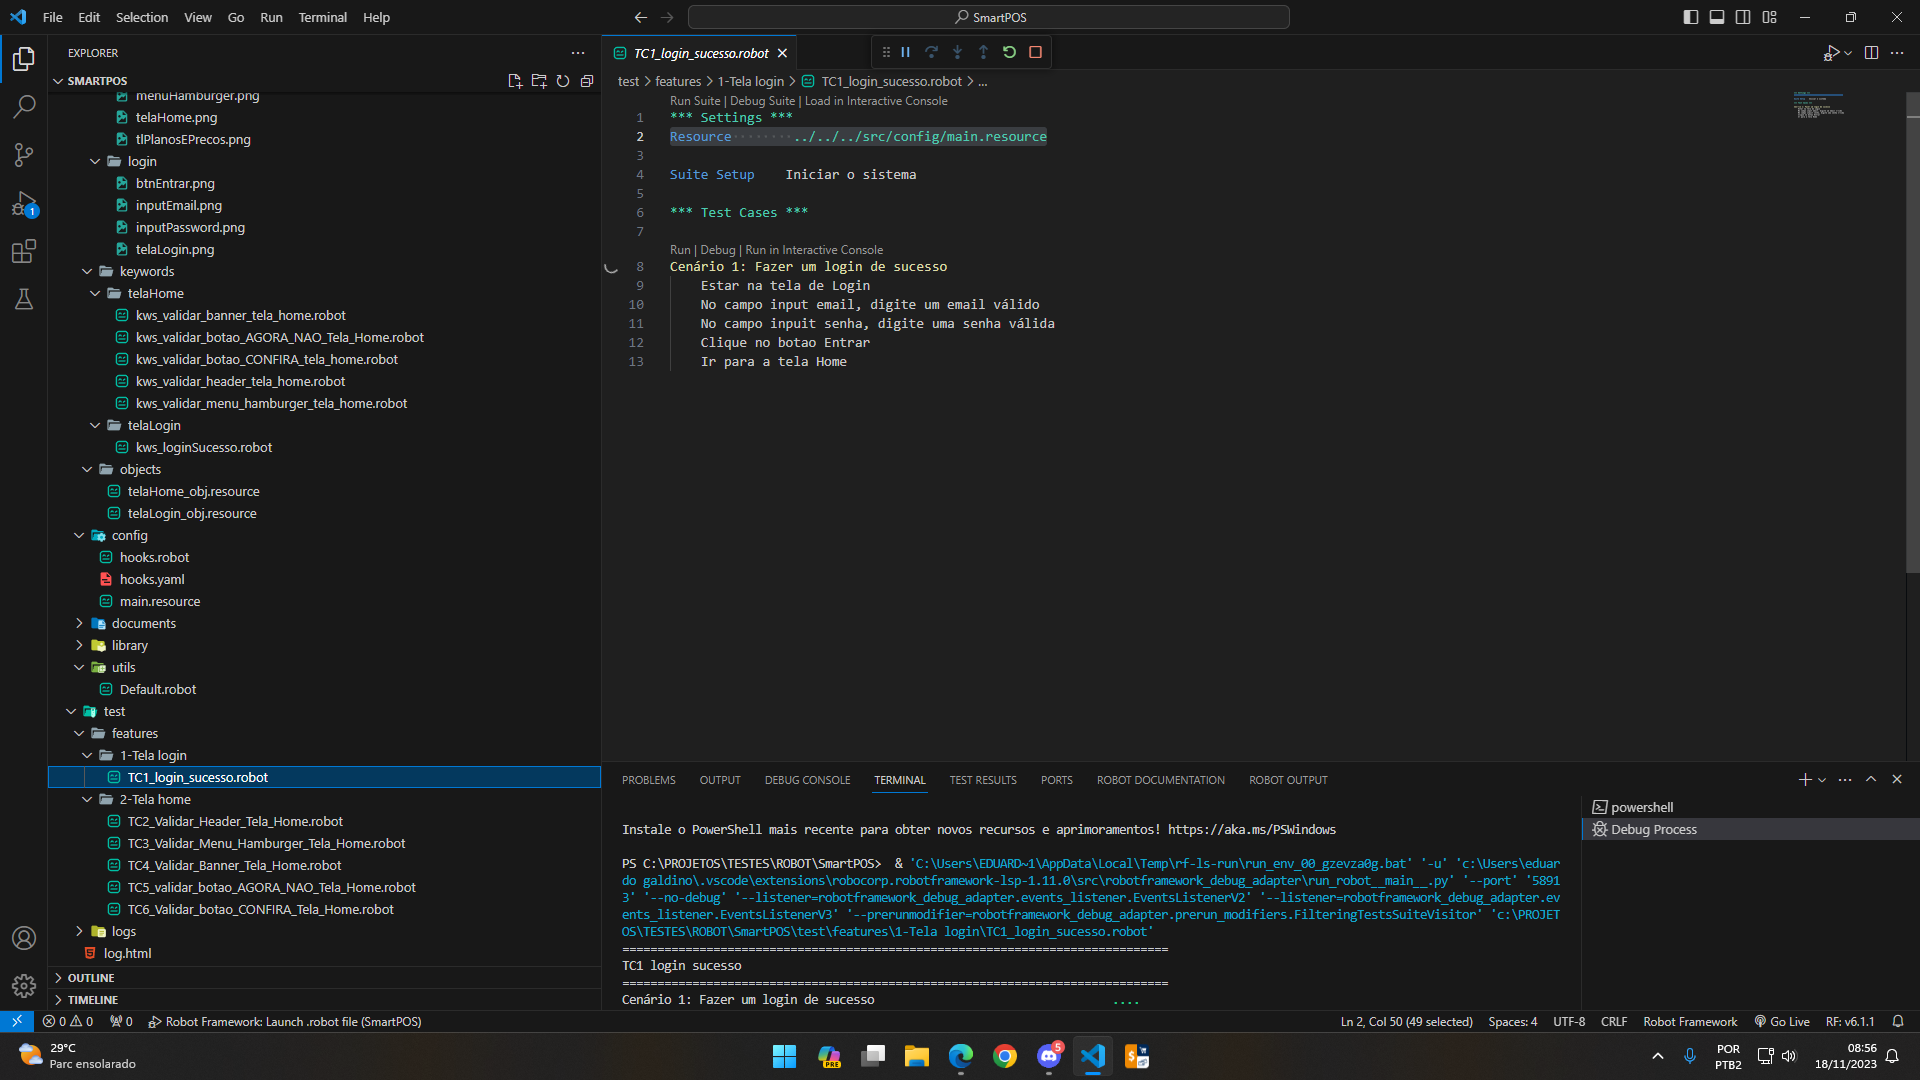 File Edit Selection View Go Run Terminal Help
SmartPOS
EXPLORER
SMARTPOS
menuHamburger.png
telaHome.png
tlPlanosEPrecos.png
login
btnEntrar.png
inputEmail.png
inputPassword.png
telaLogin.png
keywords
telaHome
kws_validar_banner_tela_home.robot
kws_validar_botao_AGORA_NAO_Tela_Home.robot
kws_validar_botao_CONFIRA_tela_home.robot
kws_validar_header_tela_home.robot
kws_validar_menu_hamburger_tela_home.robot
telaLogin
kws_loginSucesso.robot
objects
telaHome_obj.resource
telaLogin_obj.resource
config
hooks.robot
hooks.yaml
main.resource
documents
library
utils
Default.robot
test
features
1-Tela login
TC1_login_sucesso.robot
2-Tela home
TC2_Validar_Header_Tela_Home.robot
TC3_Validar_Menu_Hamburger_Tela_Home.robot
TC4_Validar_Banner_Tela_Home.robot
TC5_validar_botao_AGORA_NAO_Tela_Home.robot
TC6_Validar_botao_CONFIRA_Tela_Home.robot
logs
log.html
OUTLINE
TIMELINE
1
TC1_login_sucesso.robot
test > features > 1-Tela login > TC1_login_sucesso.robot > ...
Run Suite | Debug Suite | Load in Interactive Console
1 *** Settings ***
2 Resource········../../../src/config/main.resource
3
4 Suite Setup    Iniciar o sistema
5
6 *** Test Cases ***
7
Run | Debug | Run in Interactive Console
8 Cenário 1: Fazer um login de sucesso
9     Estar na tela de Login
10     No campo input email, digite um email válido
11     No campo inpuit senha, digite uma senha válida
12     Clique no botao Entrar
13     Ir para a tela Home
PROBLEMS OUTPUT DEBUG CONSOLE TERMINAL TEST RESULTS PORTS ROBOT DOCUMENTATION ROBOT OUTPUT
powershell
Debug Process
Instale o PowerShell mais recente para obter novos recursos e aprimoramentos! https://aka.ms/PSWindows
PS C:\PROJETOS\TESTES\ROBOT\SmartPOS>  & 'C:\Users\EDUARD~1\AppData\Local\Temp\rf-ls-run\run_env_00_gzevza0g.bat' '-u' 'c:\Users\eduar
do galdino\.vscode\extensions\robocorp.robotframework-lsp-1.11.0\src\robotframework_debug_adapter\run_robot__main__.py' '--port' '5891
3' '--no-debug' '--listener=robotframework_debug_adapter.events_listener.EventsListenerV2' '--listener=robotframework_debug_adapter.ev
ents_listener.EventsListenerV3' '--prerunmodifier=robotframework_debug_adapter.prerun_modifiers.FilteringTestsSuiteVisitor' 'c:\PROJET
OS\TESTES\ROBOT\SmartPOS\test\features\1-Tela login\TC1_login_sucesso.robot'
==============================================================================
TC1 login sucesso
==============================================================================
Cenário 1: Fazer um login de sucesso ....
0 0 0 Robot Framework: Launch .robot file (SmartPOS)
Ln 2, Col 50 (49 selected) Spaces: 4 UTF-8 CRLF Robot Framework Go Live RF: v6.1.1
29°C
Parc ensolarado
PRE
5
POR
PTB2
08:56
18/11/2023